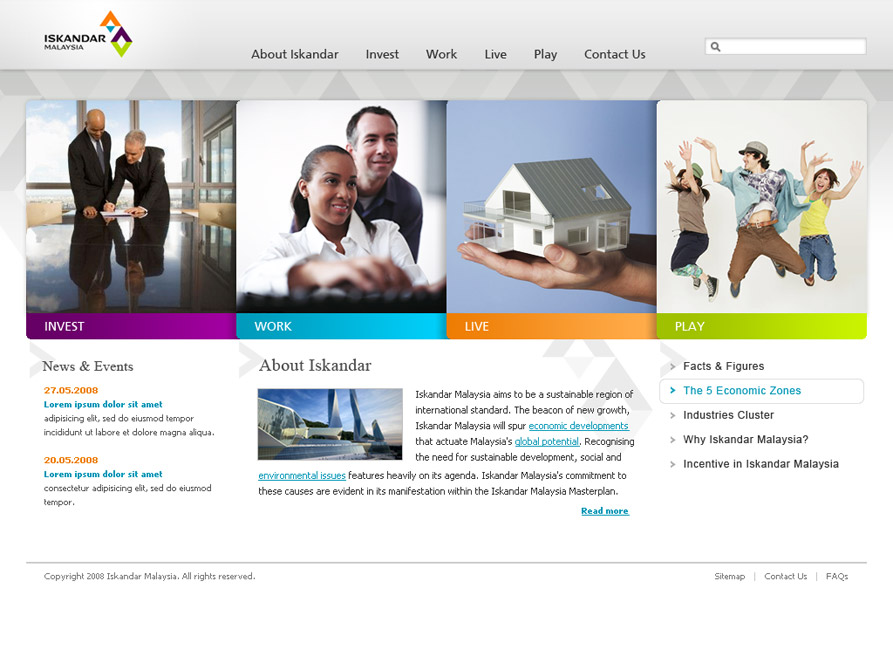 ISKANDAR
MALAYSIA
About Iskandar
Invest
Work
Live
Play
Contact Us
INVEST
WORK
LIVE
PLAY
News & Events
27.05.2008
Lorem ipsum dolor sit amet
adipisicing elit, sed do eiusmod tempor
incididunt ut labore et dolore magna aliqua.
20.05.2008
Lorem ipsum dolor sit amet
consectetur adipisicing elit, sed do eiusmod
tempor.
About Iskandar
Iskandar Malaysia aims to be a sustainable region of
international standard. The beacon of new growth,
Iskandar Malaysia will spur economic developments
that actuate Malaysia's global potential. Recognising
the need for sustainable development, social and
environmental issues features heavily on its agenda. Iskandar Malaysia's commitment to
these causes are evident in its manifestation within the Iskandar Malaysia Masterplan.
Read more
Facts & Figures
The 5 Economic Zones
Industries Cluster
Why Iskandar Malaysia?
Incentive in Iskandar Malaysia
Copyright 2008 Iskandar Malaysia. All rights reserved.
Sitemap | Contact Us | FAQs